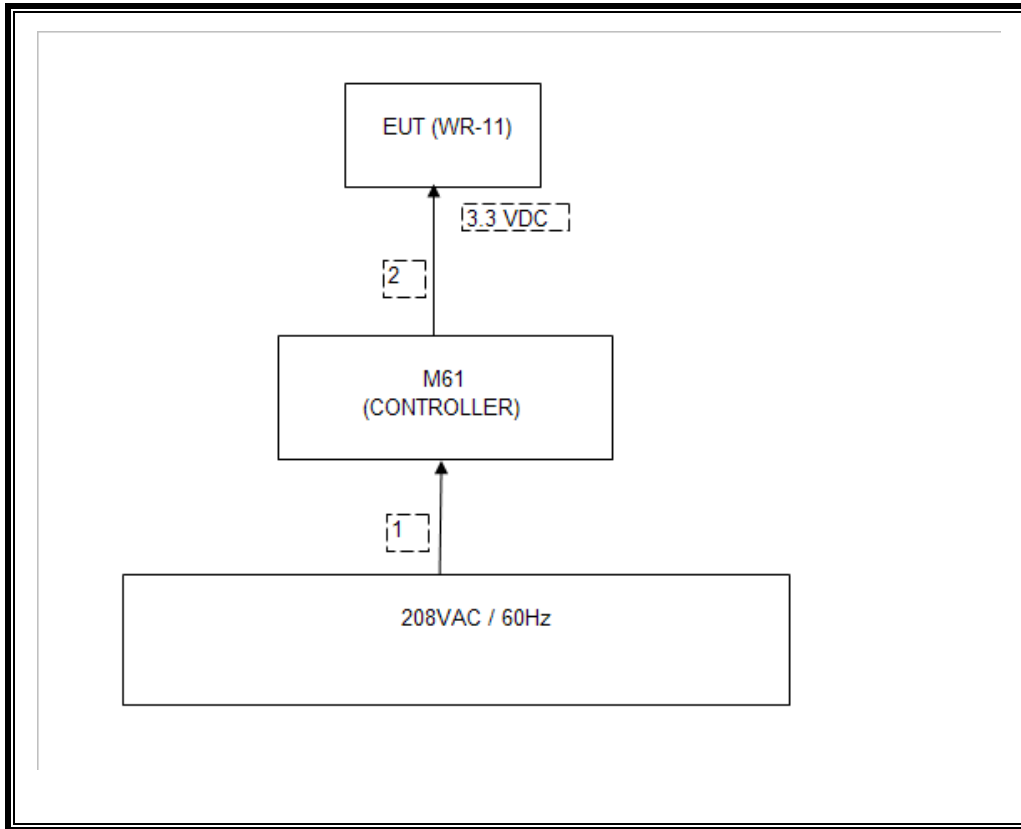 EUT (WR-11)
3.3 VDC
2
M61
(CONTROLLER)
1
208VAC / 60Hz